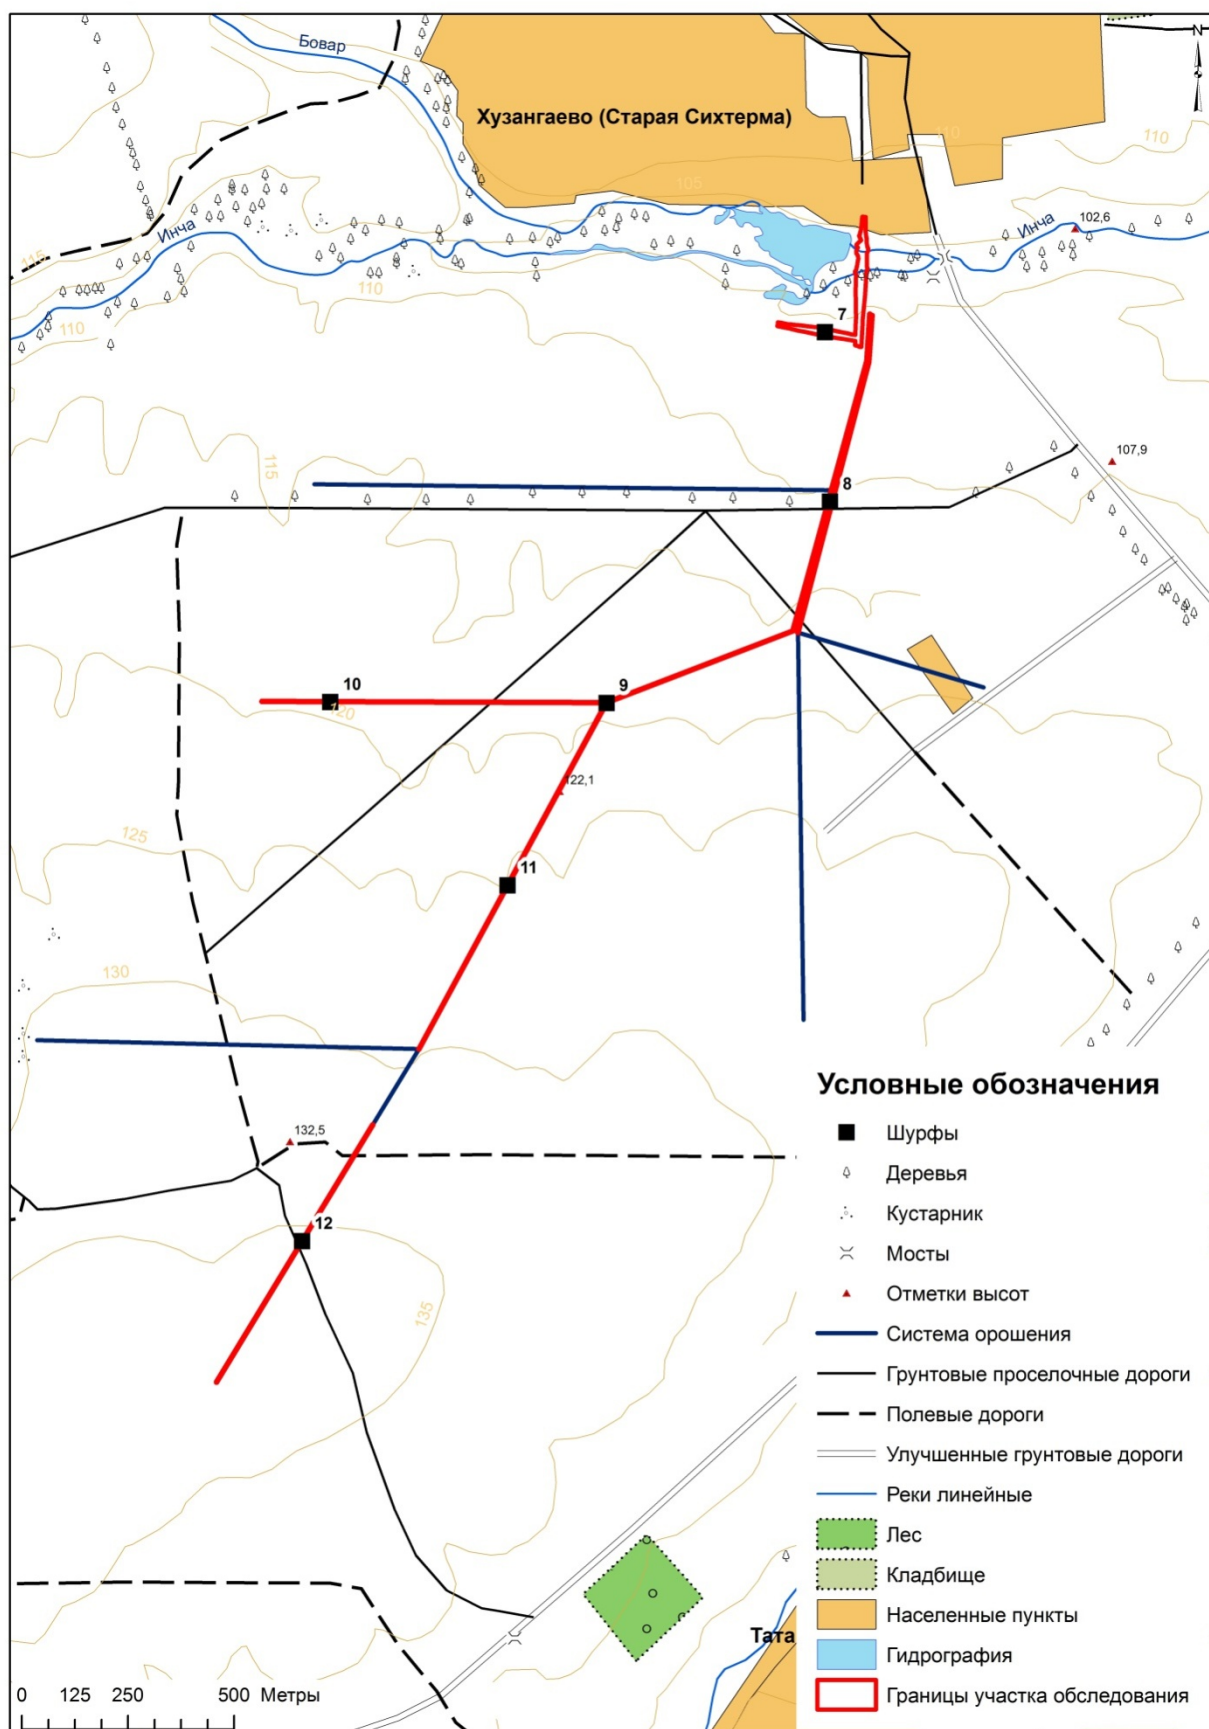 Бовар
N
Хузангаево (Старая Сихтерма)
110
110
105
Инча
Инча
102,6
115
110
110
7
107,9
115
8
10
9
120
122,1
125
11
130
132,5
12
135
Тата
0 125 250 500 Метры
Условные обозначения
Шурфы
Деревья
Кустарник
Мосты
Отметки высот
Система орошения
Грунтовые проселочные дороги
Полевые дороги
Улучшенные грунтовые дороги
Реки линейные
Лес
Кладбище
Населенные пункты
Гидрография
Границы участка обследования